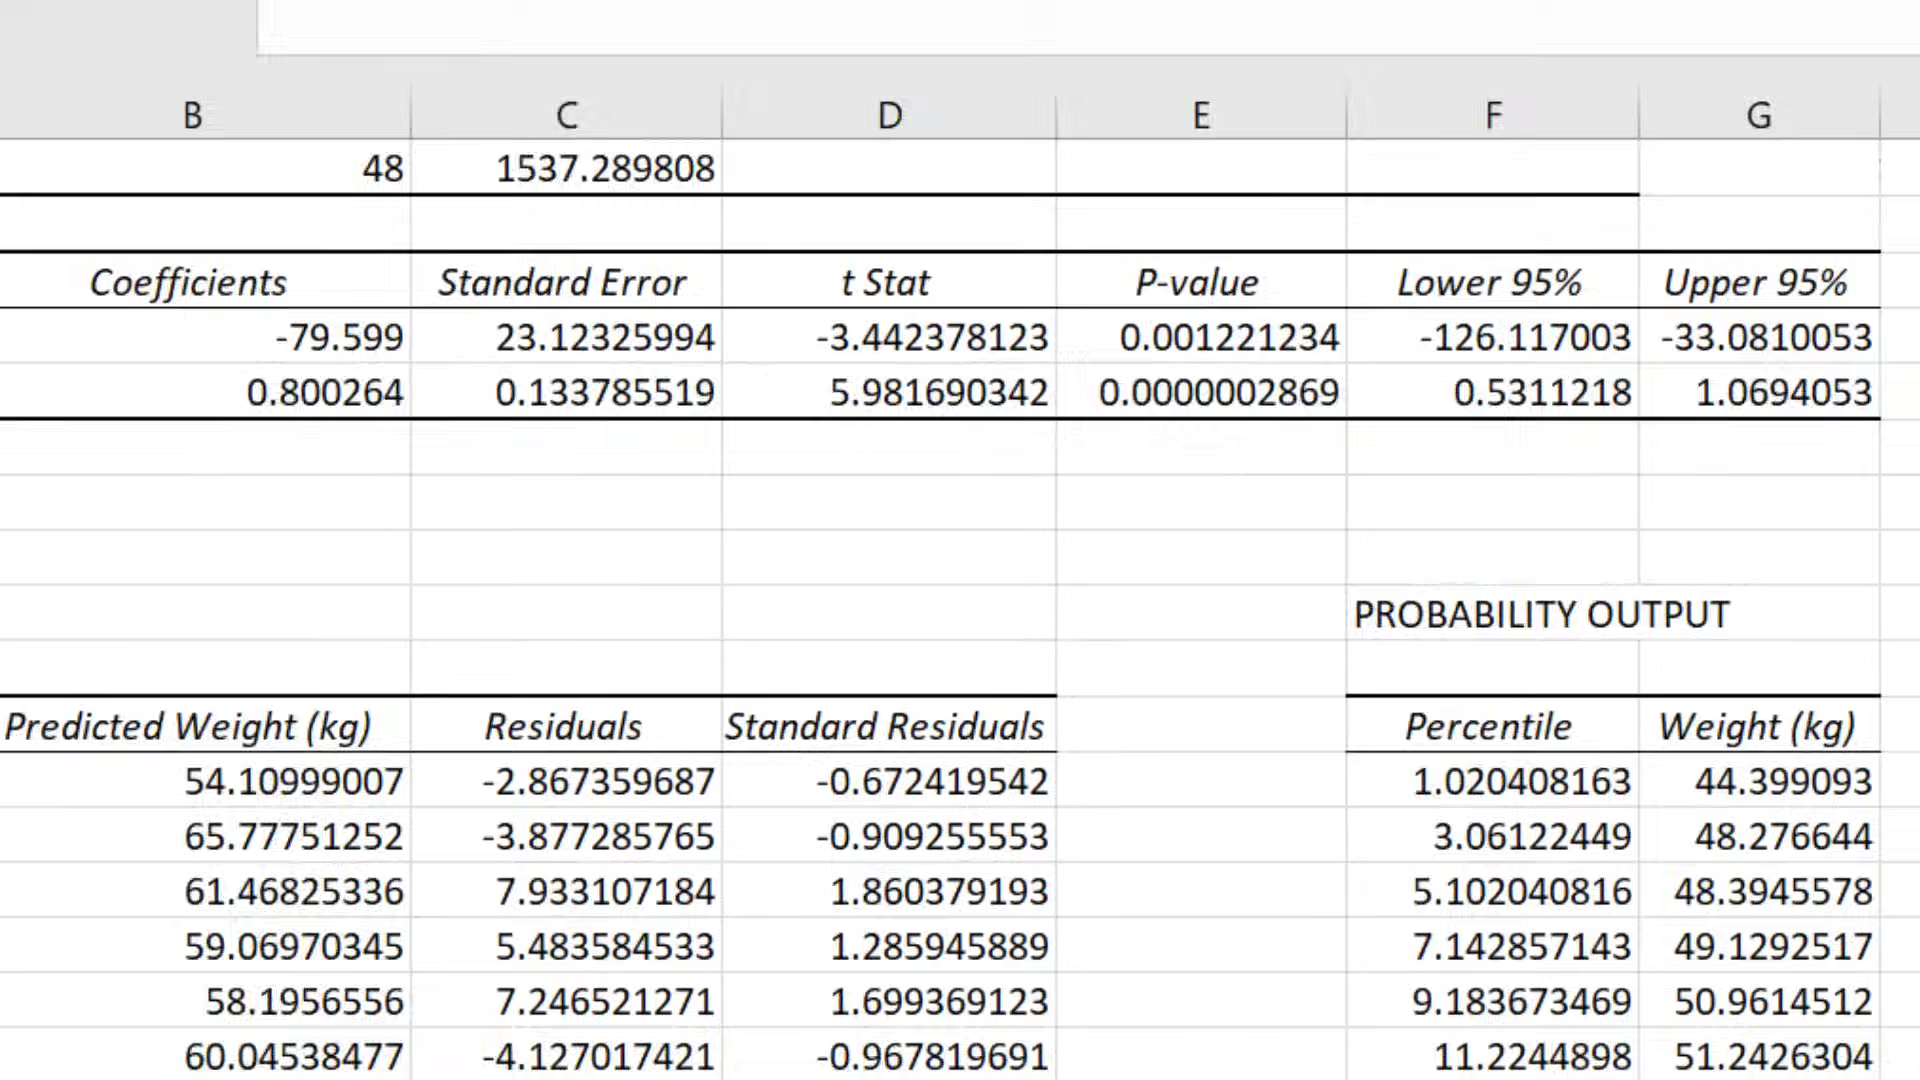 B C D E F G
48 1537.289808
Coefficients Standard Error t Stat P-value Lower 95% Upper 95%
-79.599 23.12325994 -3.442378123 0.001221234 -126.117003 -33.0810053
0.800264 0.133785519 5.981690342 0.0000002869 0.5311218 1.0694053
PROBABILITY OUTPUT
Predicted Weight (kg) Residuals Standard Residuals Percentile Weight (kg)
54.10999007 -2.867359687 -0.672419542 1.020408163 44.399093
65.77751252 -3.877285765 -0.909255553 3.06122449 48.276644
61.46825336 7.933107184 1.860379193 5.102040816 48.3945578
59.06970345 5.483584533 1.285945889 7.142857143 49.1292517
58.1956556 7.246521271 1.699369123 9.183673469 50.9614512
60.04538477 -4.127017421 -0.967819691 11.2244898 51.2426304